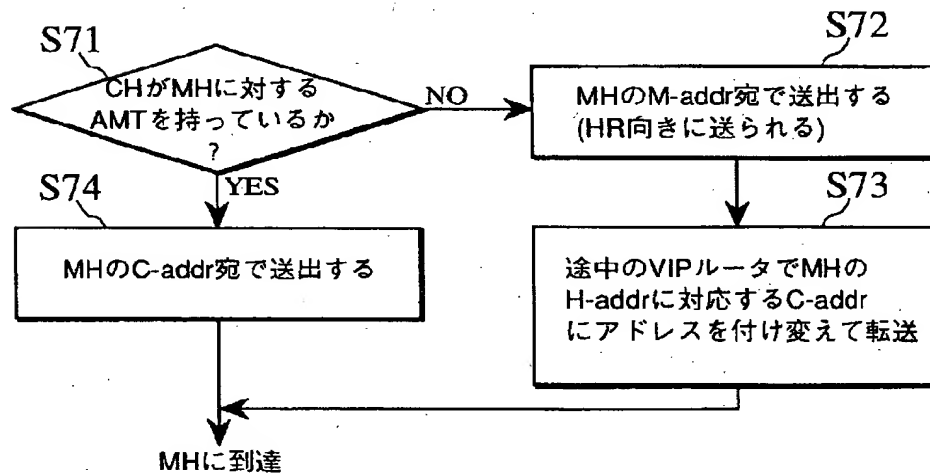 S71
CHがMHに対する
AMTを持っているか
?
NO
YES
S72
MHのM-addr宛で送出する
(HR向きに送られる)
S73
途中のVIPルータでMHの
H-addrに対応するC-addr
にアドレスを付け変えて転送
S74
MHのC-addr宛で送出する
MHに到達